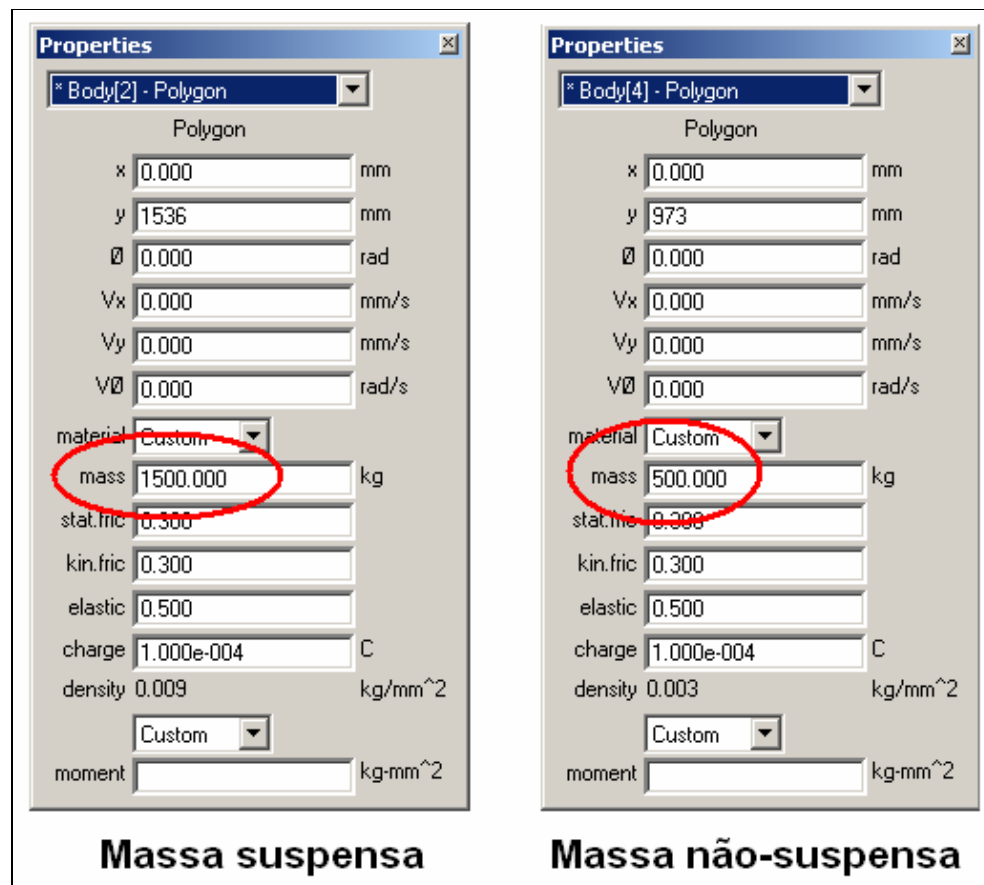 Properties
* Body[2] - Polygon
Polygon
x 0.000 mm
y 1536 mm
Ø 0.000 rad
Vx 0.000 mm/s
Vy 0.000 mm/s
VØ 0.000 rad/s
material Custom
mass 1500.000 kg
stat.fric 0.300
kin.fric 0.300
elastic 0.500
charge 1.000e-004 C
density 0.009 kg/mm^2
Custom
moment kg-mm^2
Massa suspensa
Properties
* Body[4] - Polygon
Polygon
x 0.000 mm
y 973 mm
Ø 0.000 rad
Vx 0.000 mm/s
Vy 0.000 mm/s
VØ 0.000 rad/s
material Custom
mass 500.000 kg
stat.fric 0.300
kin.fric 0.300
elastic 0.500
charge 1.000e-004 C
density 0.003 kg/mm^2
Custom
moment kg-mm^2
Massa não-suspensa